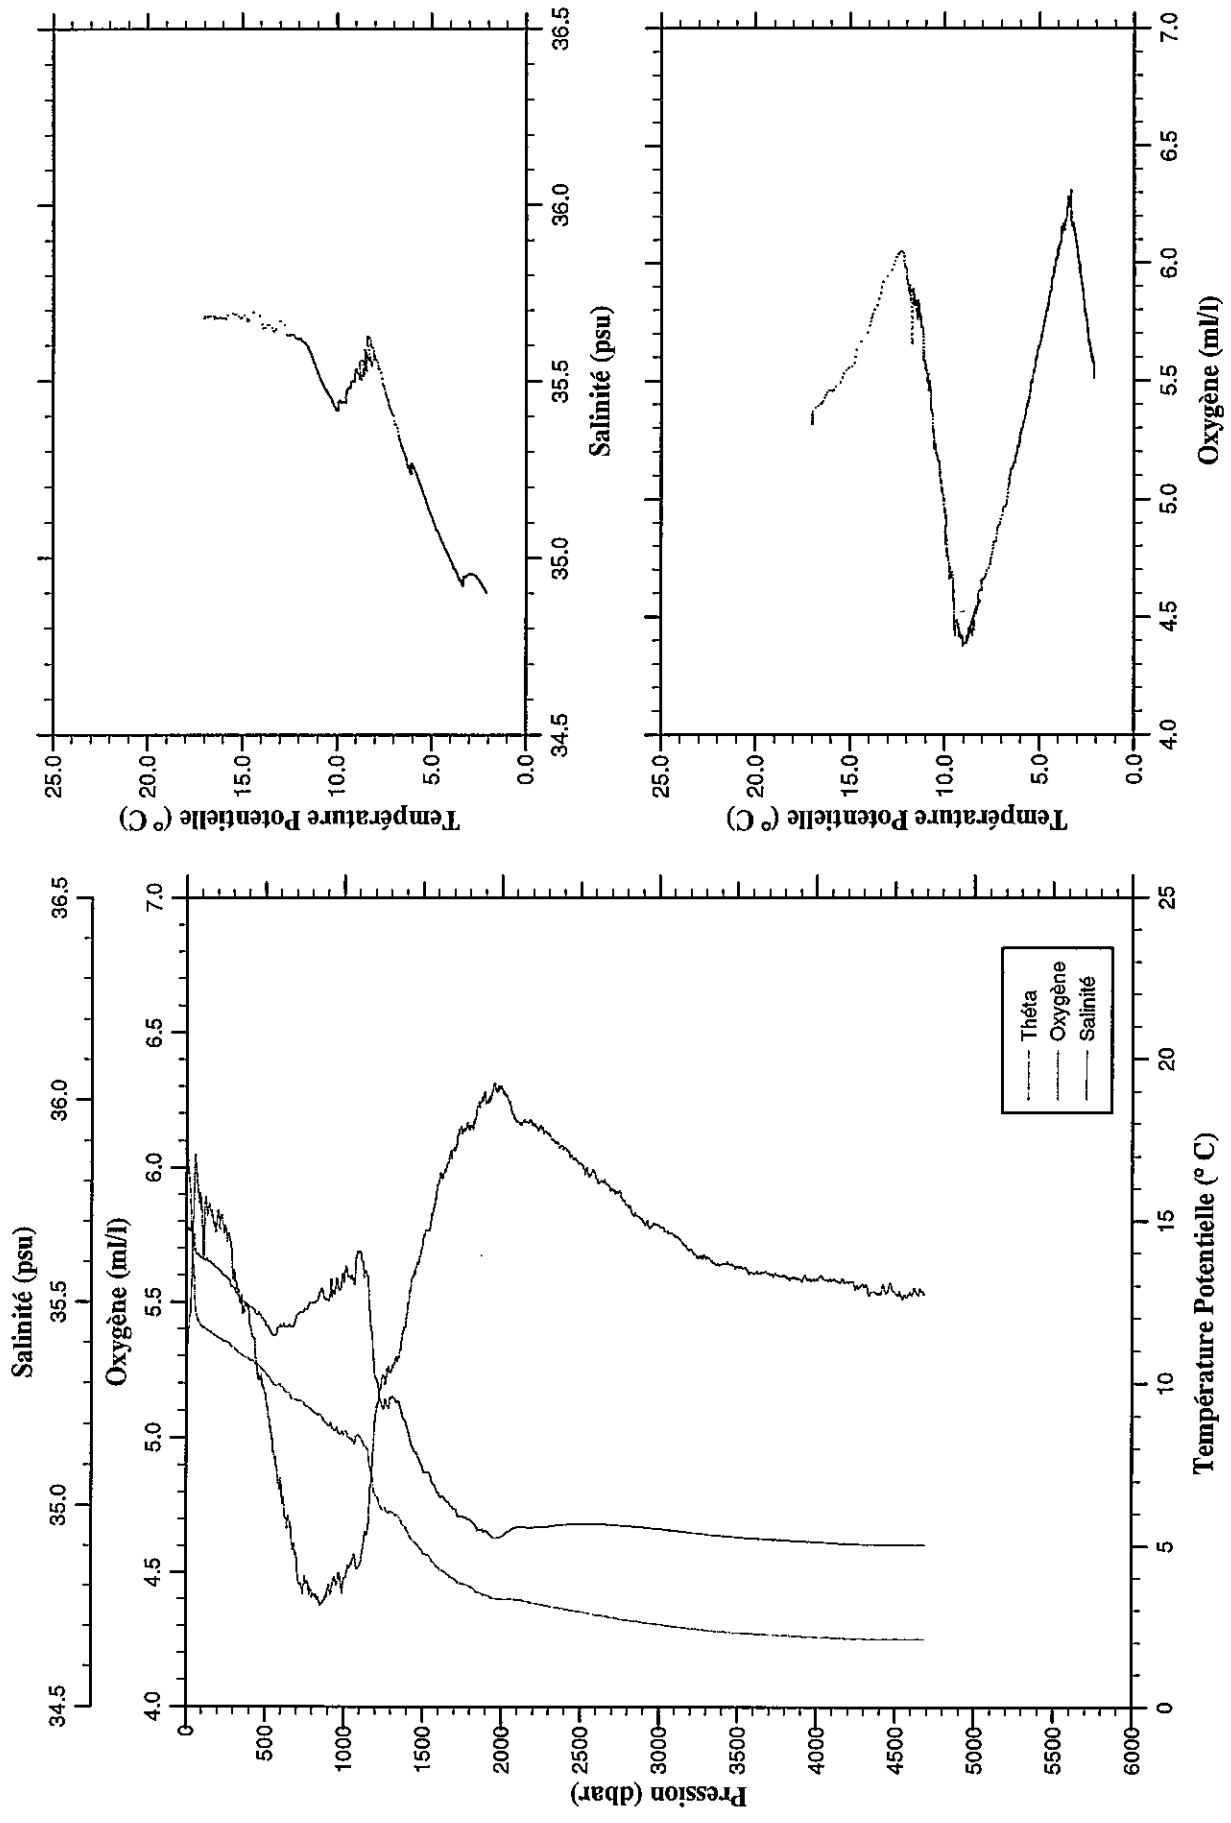 Salinité (psu)
34.5 35.0 35.5 36.0 36.5
Oxygène (ml/l)
4.0 4.5 5.0 5.5 6.0 6.5 7.0
Pression (dbar)
0
500
1000
1500
2000
2500
3000
3500
4000
4500
5000
5500
6000
Théta
Oxygène
Salinité
0 5 10 15 20 25
Température Potentielle (° C)
Température Potentielle (° C)
25.0
20.0
15.0
10.0
5.0
0.0
34.5 35.0 35.5 36.0 36.5
Salinité (psu)
Température Potentielle (° C)
25.0
20.0
15.0
10.0
5.0
0.0
4.0 4.5 5.0 5.5 6.0 6.5 7.0
Oxygène (ml/l)